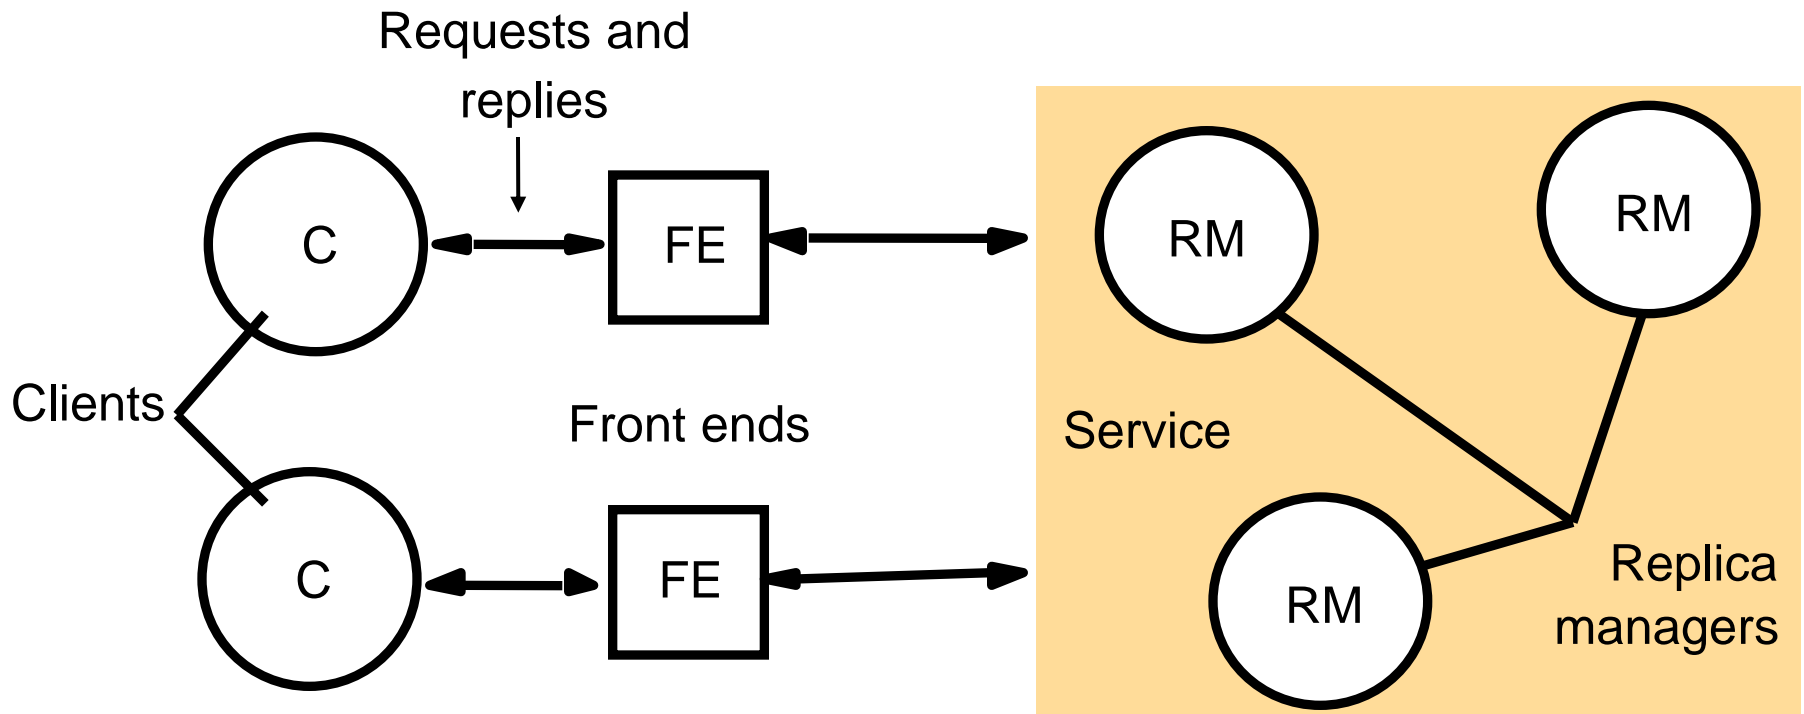 Requests and
replies
C
FE
RM
RM
Clients
Front ends
Service
C
FE
RM
Replica
managers